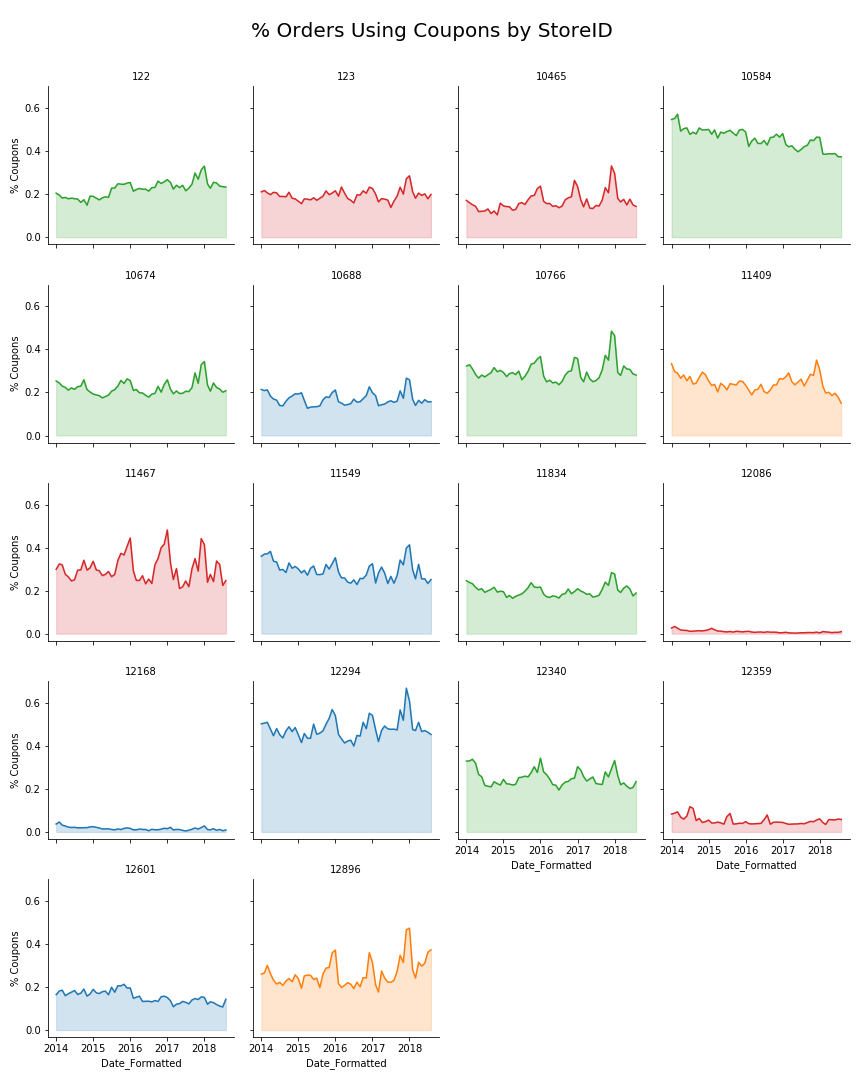 % Orders Using Coupons by StoreID
122
123
10465
10584
0.6
0.4
0.2
0.0
% Coupons
10674
10688
10766
11409
0.6
0.4
0.2
0.0
% Coupons
11467
11549
11834
12086
0.6
0.4
0.2
0.0
% Coupons
12168
12294
12340
12359
0.6
0.4
0.2
0.0
% Coupons
2014 2015 2016 2017 2018
Date_Formatted
2014 2015 2016 2017 2018
Date_Formatted
12601
12896
0.6
0.4
0.2
0.0
% Coupons
2014 2015 2016 2017 2018
Date_Formatted
2014 2015 2016 2017 2018
Date_Formatted